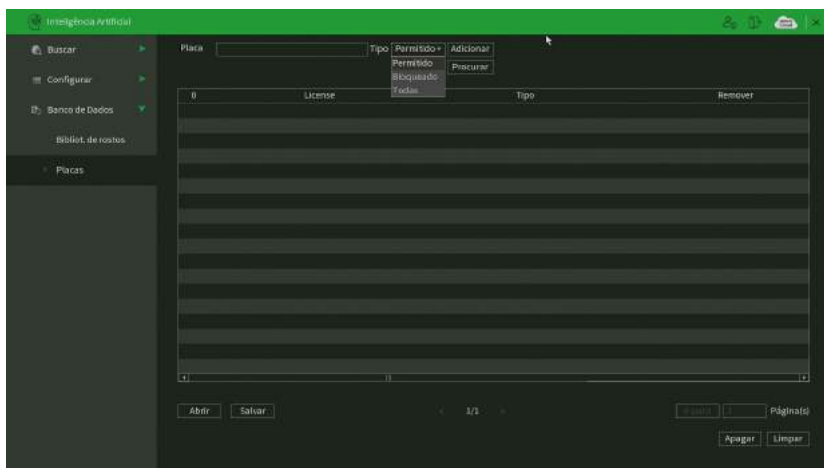 Inteligência Artificial
Buscar
Configurar
Banco de Dados
Bibliot. de rostos
Placas
Placa Tipo Permitido Adicionar
Permitido Procurar
Bloqueado
Todas
0 License Tipo Remover
Abrir Salvar 1/1 Página(s)
Apagar Limpar